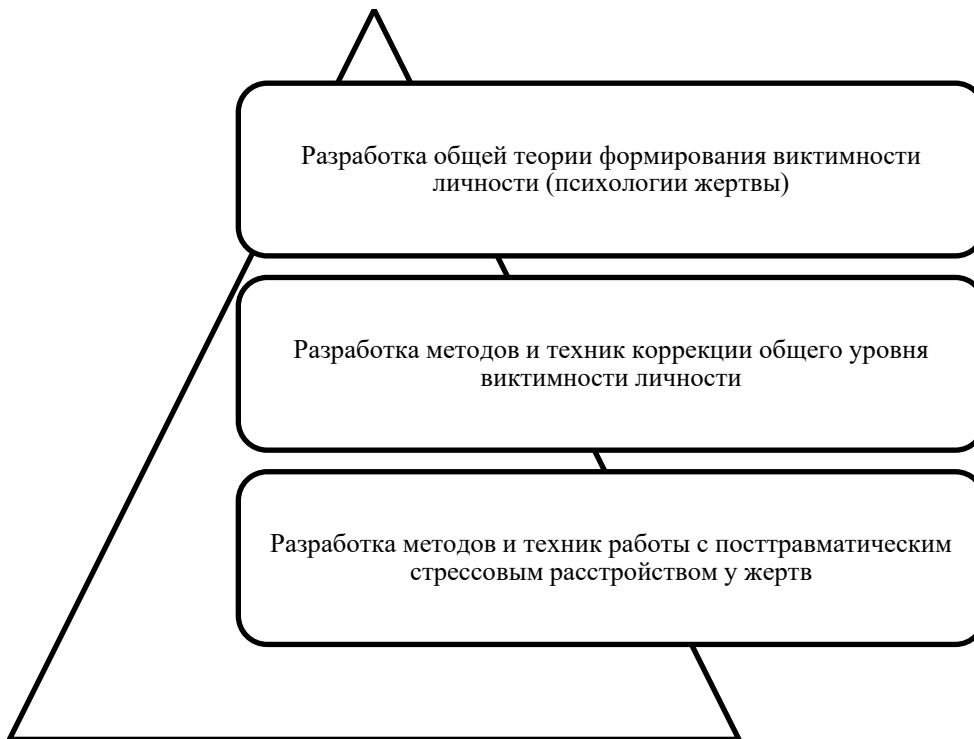 Разработка общей теории формирования виктимности
личности (психологии жертвы)
Разработка методов и техник коррекции общего уровня
виктимности личности
Разработка методов и техник работы с посттравматическим
стрессовым расстройством у жертв